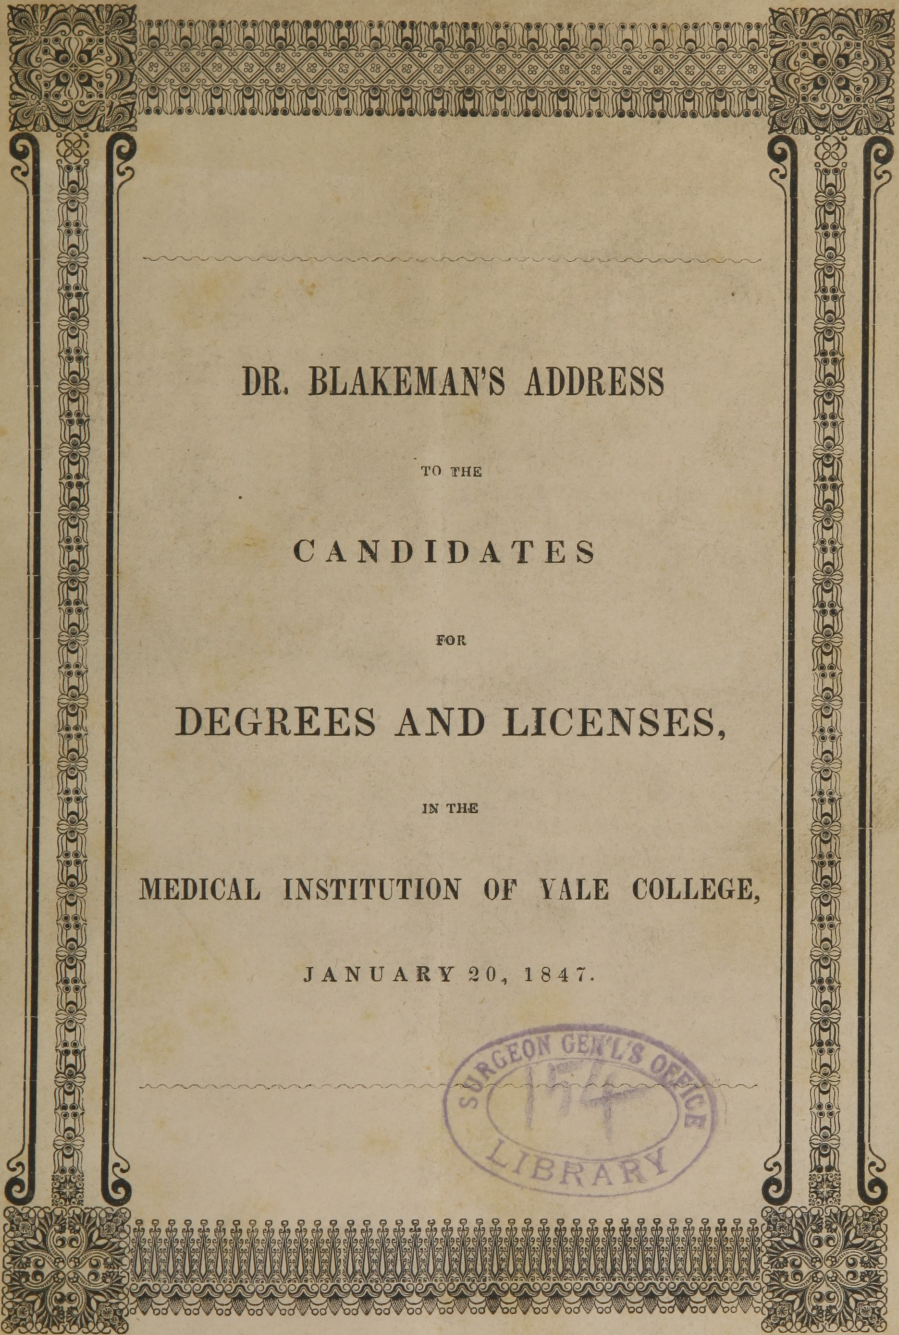 DR. BLAKEMAN'S ADDRESS
TO THE
CANDIDATES
FOR
DEGREES AND LICENSES,
IN THE
MEDICAL INSTITUTION OF YALE COLLEGE,
JANUARY 20, 1847.
SURGEON GEN'L'S OFFICE
LIBRARY